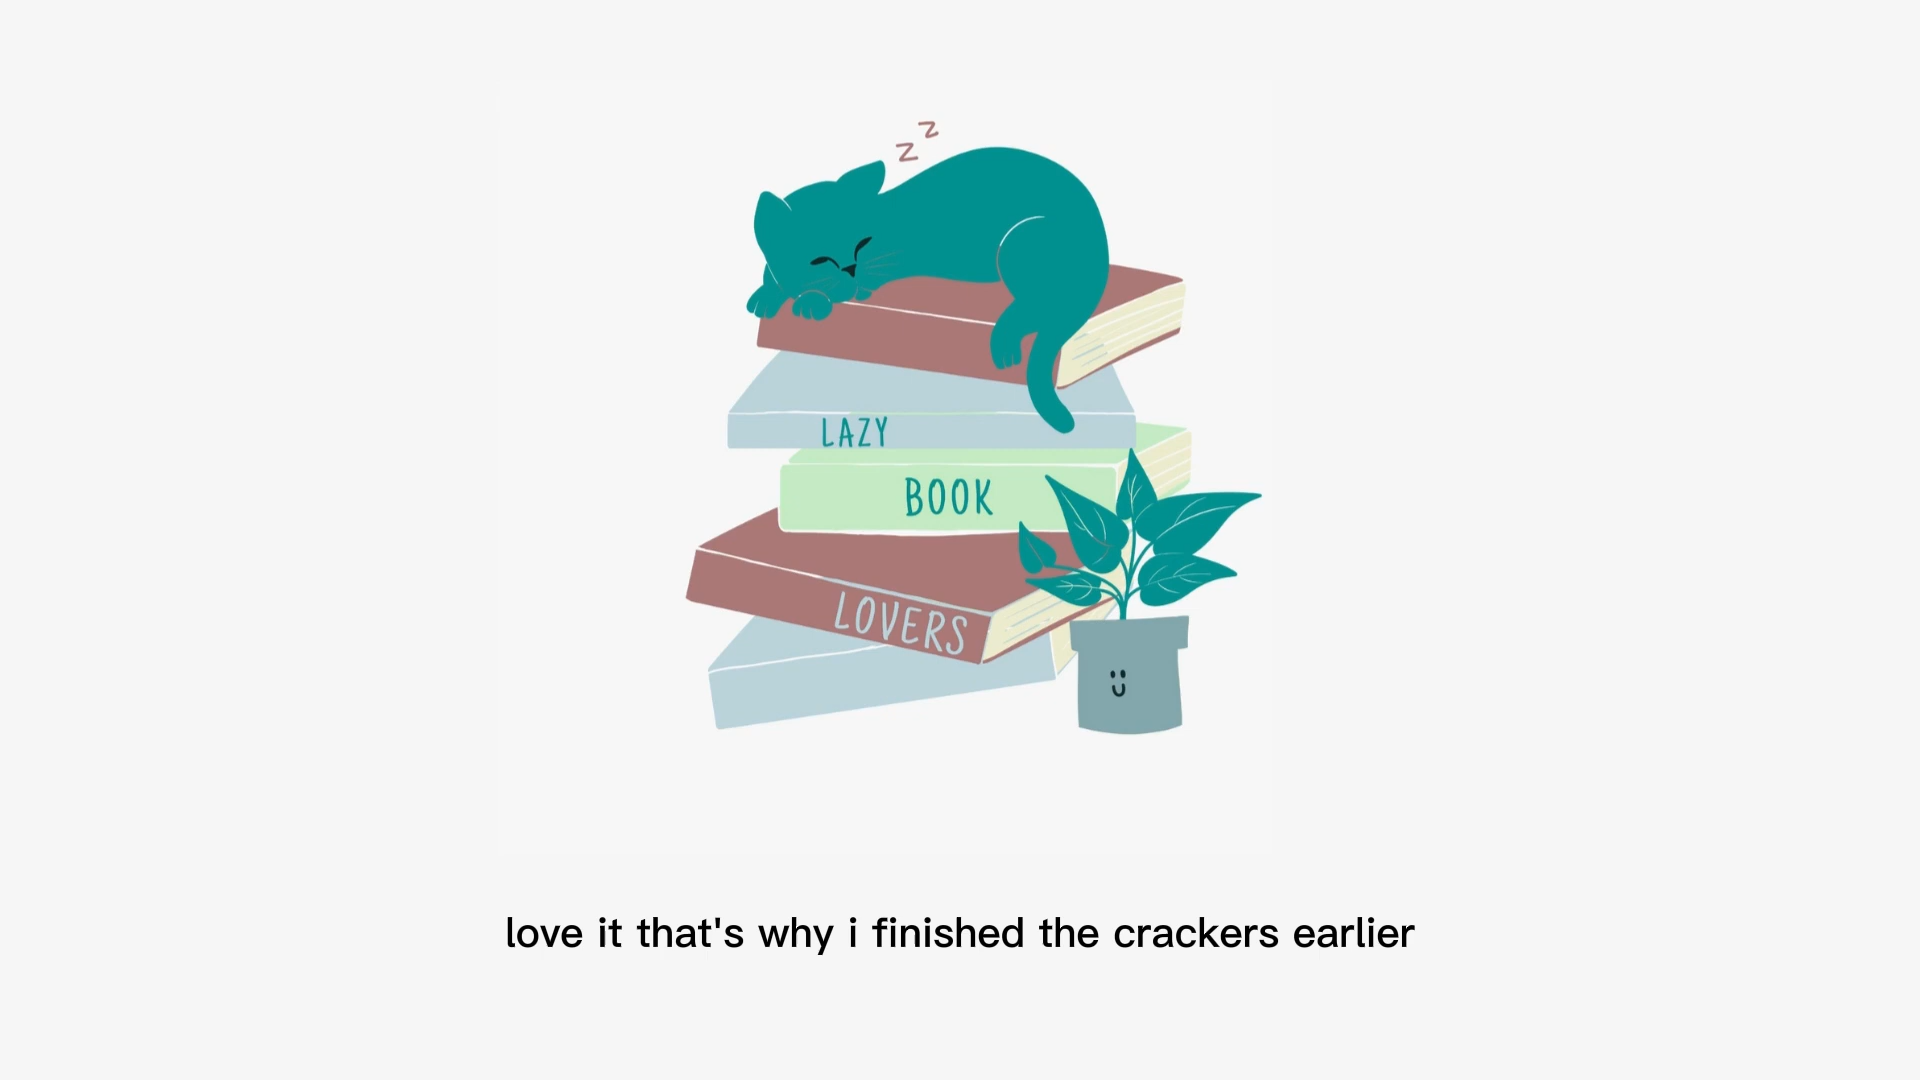 z
z
LAZY
BOOK
LOVERS
love it that's why i finished the crackers earlier